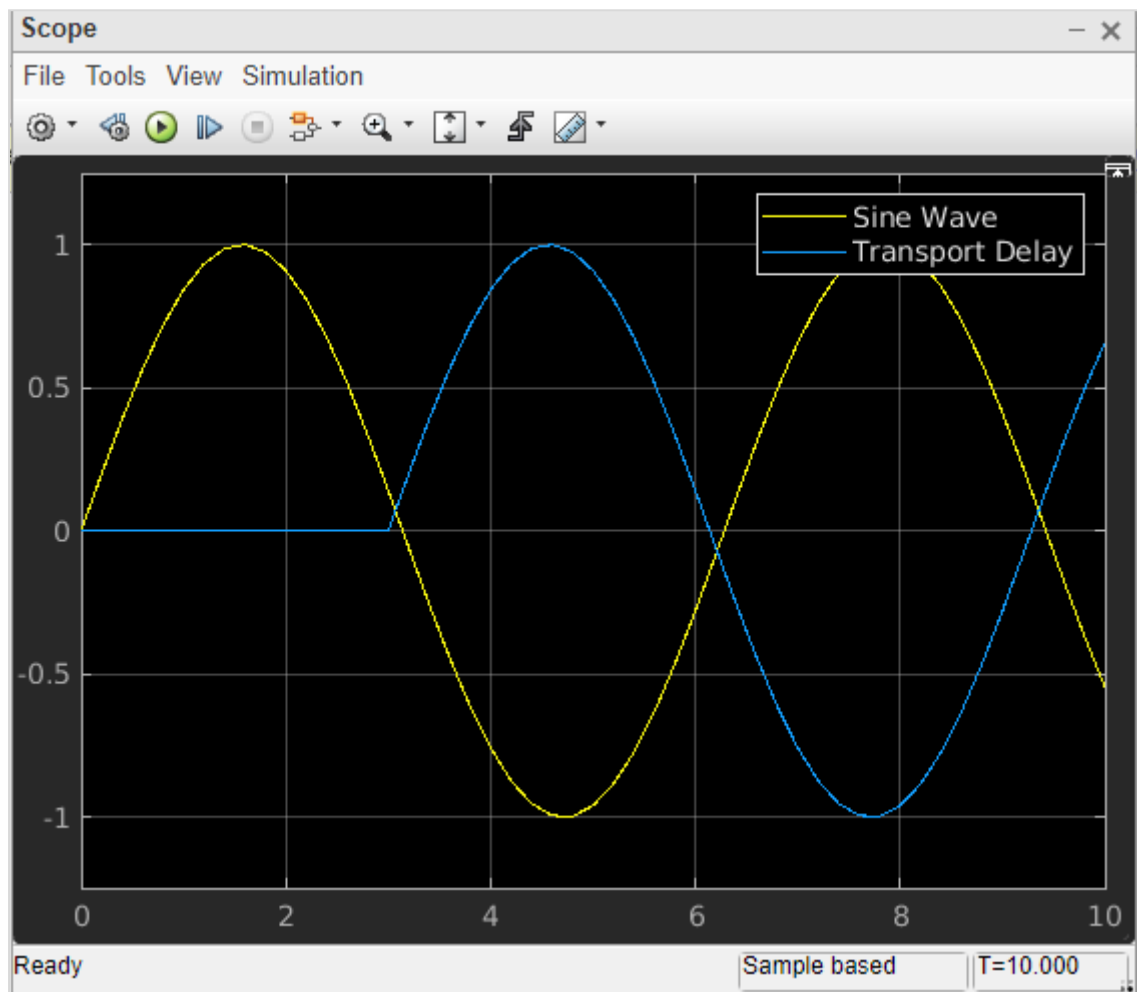 Scope
File Tools View Simulation
Sine Wave
Transport Delay
1
0.5
0
-0.5
-1
0 2 4 6 8 10
Ready Sample based T=10.000